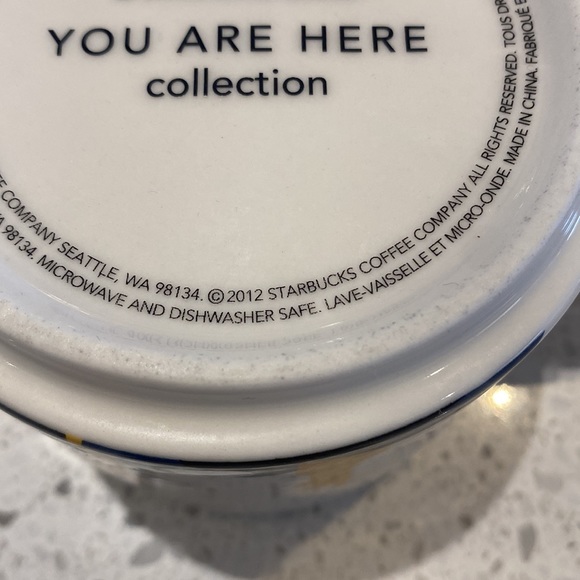 YOU ARE HERE
collection
COMPANY SEATTLE, WA 98134. ©2012 STARBUCKS COFFEE COMPANY ALL RIGHTS RESERVED. TOUS
98134. MICROWAVE AND DISHWASHER SAFE. LAVE-VAISSELLE ET MICRO-ONDE. MADE IN CHINA. FABRIQUÉ